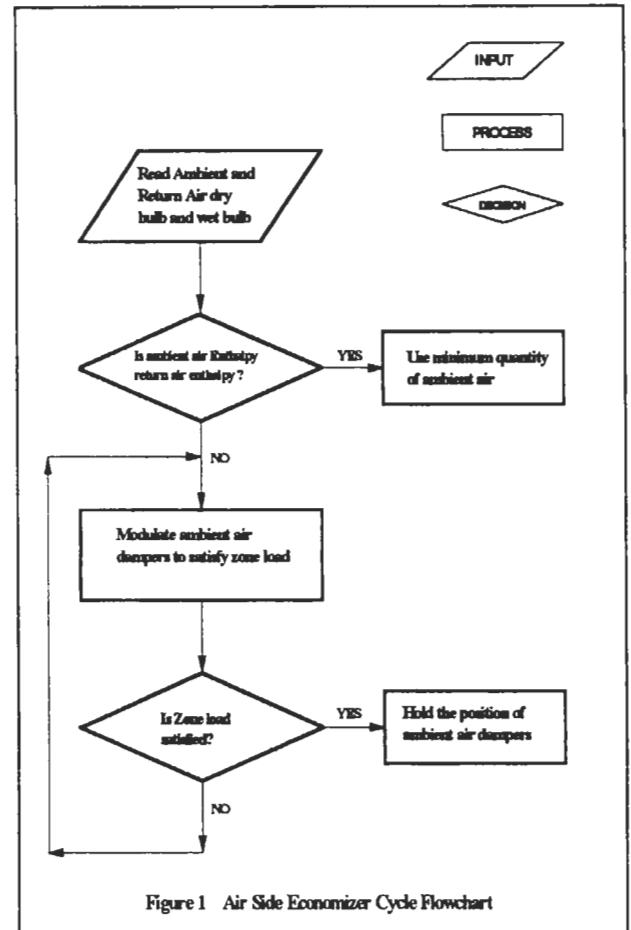 INPUT
PROCESS
DECISION
Read Ambient and
Return Air dry
bulb and wet bulb
Is ambient air Enthalpy
return air enthalpy ?
YES
Use minimum quantity
of ambient air
NO
Modulate ambient air
dampers to satisfy zone load
Is Zone load
satisfied?
YES
Hold the position of
ambient air dampers
NO
Figure 1 Air Side Economizer Cycle Flowchart